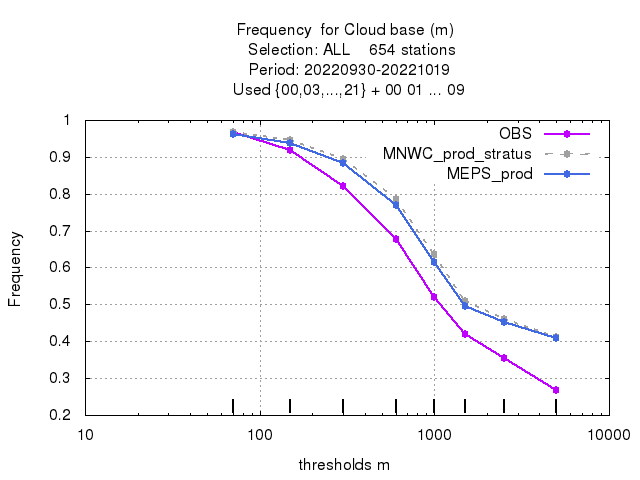 Frequency  for Cloud base (m)
Selection: ALL    654 stations
Period: 20220930-20221019
Used {00,03,...,21} + 00 01 ... 09
OBS
MNWC_prod_stratus
MEPS_prod
Frequency
1
0.9
0.8
0.7
0.6
0.5
0.4
0.3
0.2
10
100
1000
10000
thresholds m